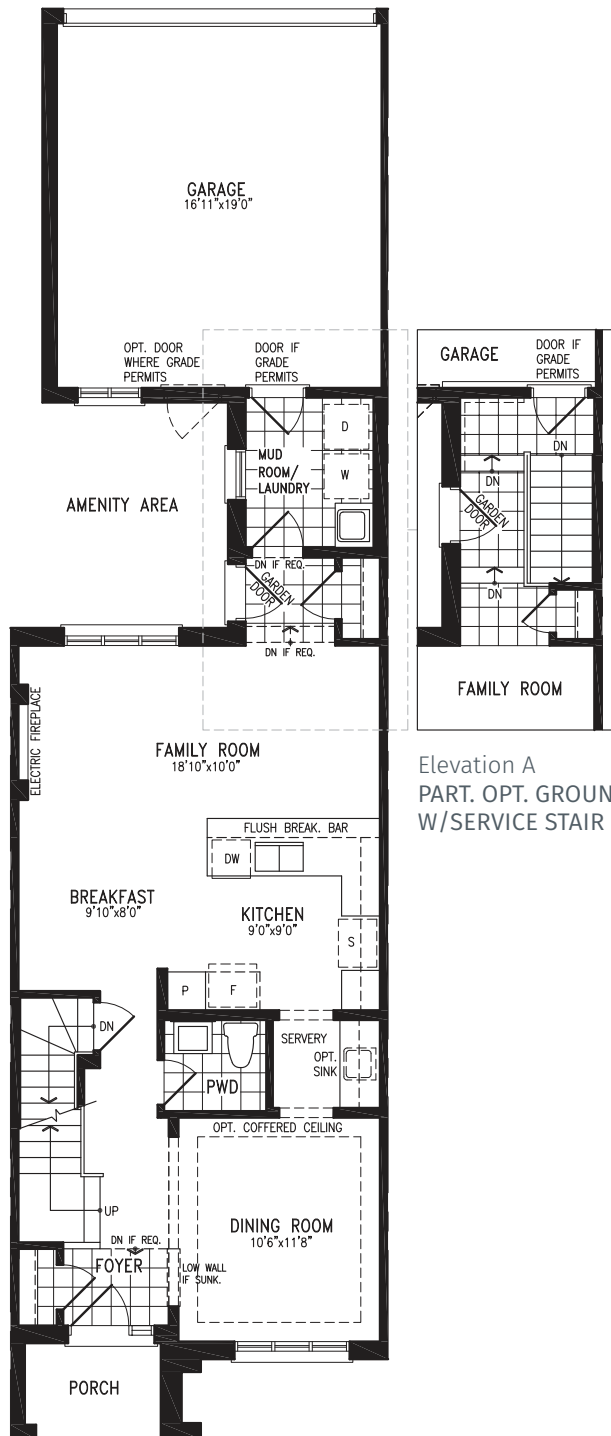 GARAGE
16'11"x19'0"
OPT. DOOR
WHERE GRADE
PERMITS
DOOR IF
GRADE
PERMITS
MUD
ROOM/
LAUNDRY
D
W
AMENITY AREA
DN IF REQ.
GARDEN
DOOR
DN IF REQ.
GARAGE
DOOR IF
GRADE
PERMITS
DN
DN
GARDEN
DOOR
DN
FAMILY ROOM
Elevation A
PART. OPT. GROUN
W/SERVICE STAIR
ELECTRIC FIREPLACE
FAMILY ROOM
18'10"x10'0"
FLUSH BREAK. BAR
DW
BREAKFAST
9'10"x8'0"
KITCHEN
9'0"x9'0"
S
P
F
DN
SERVERY
OPT.
SINK
PWD
OPT. COFFERED CEILING
UP
DINING ROOM
10'6"x11'8"
DN IF REQ.
FOYER
LOW WALL
IF SUNK.
PORCH